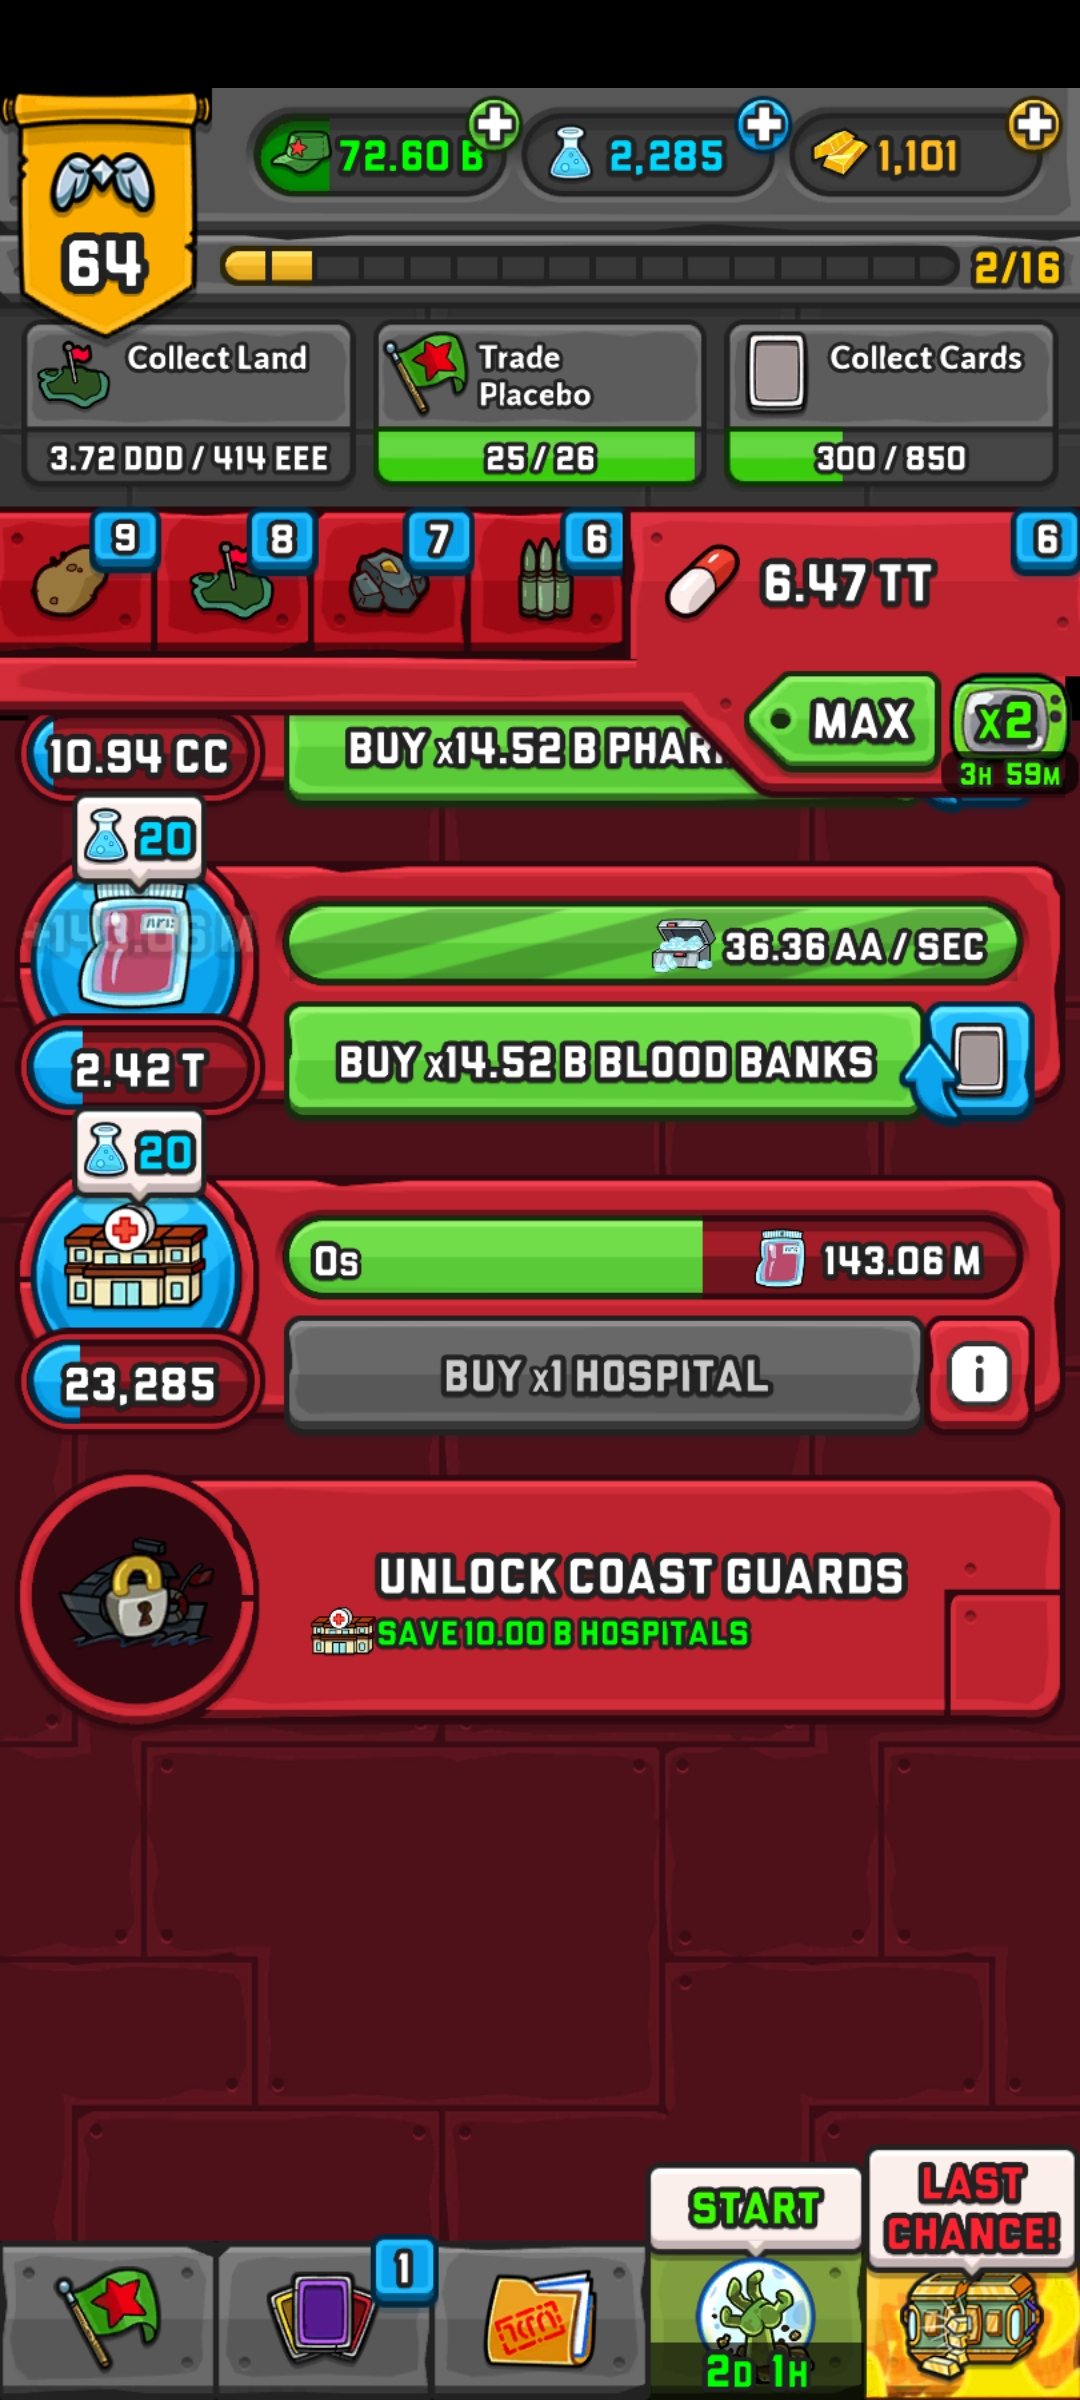 72.60 B
2,285
1,101
64
2/16
Collect Land
3.72 DDD / 414 EEE
Trade
Placebo
25 / 26
Collect Cards
300 / 850
9
8
7
6
6.47 TT
6
MAX
x2
3H 59M
10.94 CC
BUY x14.52 B PHAR
20
36.36 AA / SEC
2.42 T
BUY x14.52 B BLOOD BANKS
20
0s
143.06 M
23,285
BUY x1 HOSPITAL
i
UNLOCK COAST GUARDS
SAVE 10.00 B HOSPITALS
START
LAST
CHANCE!
1
2D 1H